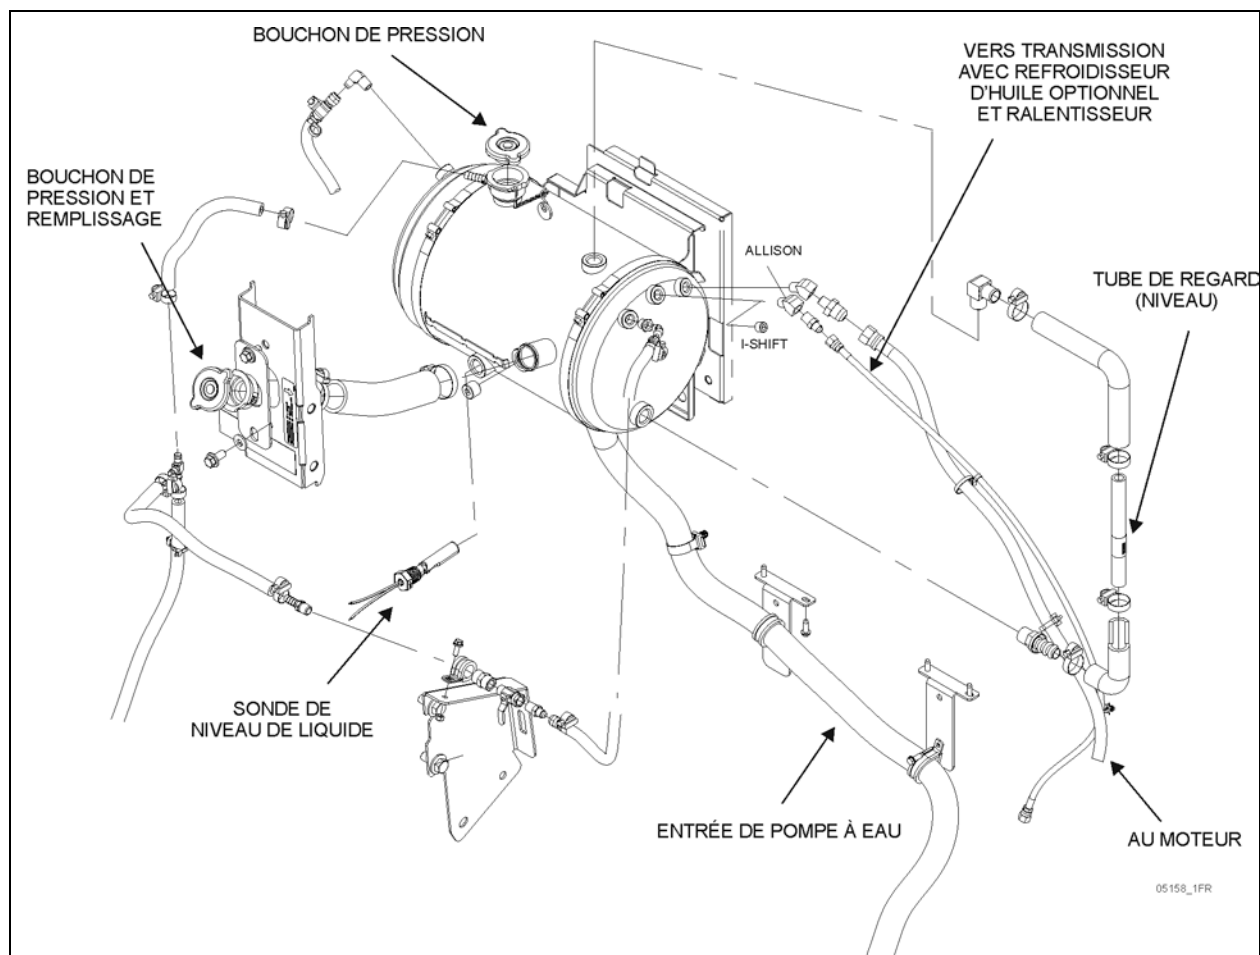 BOUCHON DE PRESSION
VERS TRANSMISSION
AVEC REFROIDISSEUR
D'HUILE OPTIONNEL
ET RALENTISSEUR
BOUCHON DE
PRESSION ET
REMPLISSAGE
ALLISON
I-SHIFT
TUBE DE REGARD
(NIVEAU)
SONDE DE
NIVEAU DE LIQUIDE
ENTRÉE DE POMPE À EAU
AU MOTEUR
05158_1FR